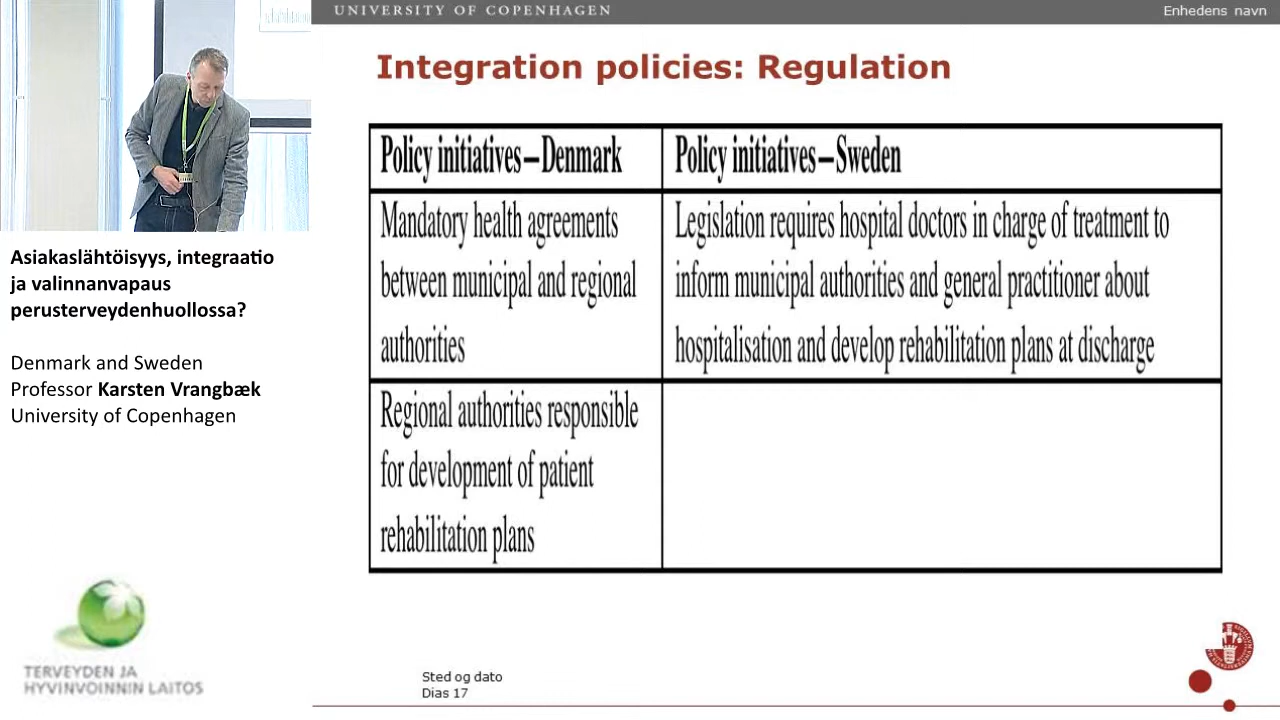 UNIVERSITY OF COPENHAGEN
Enhedens navn
Integration policies: Regulation
Policy initiatives—Denmark
Policy initiatives—Sweden
Mandatory health agreements
between municipal and regional
authorities
Legislation requires hospital doctors in charge of treatment to
inform municipal authorities and general practitioner about
hospitalisation and develop rehabilitation plans at discharge
Regional authorities responsible
for development of patient
rehabilitation plans
Asiakaslähtöisyys, integraatio
ja valinnanvapaus
perusterveydenhuollossa?
Denmark and Sweden
Professor Karsten Vrangbæk
University of Copenhagen
TERVEYDEN JA
HYVINVOINNIN LAITOS
Sted og dato
Dias 17